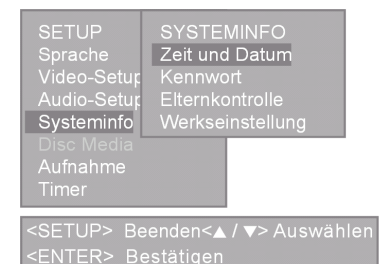 SETUP
Sprache
Video-Setup
Audio-Setup
Systeminfo
Disc Media
Aufnahme
Timer
SYSTEMINFO
Zeit und Datum
Kennwort
Elternkontrolle
Werkseinstellung
<SETUP> Beenden<▲ / ▼> Auswählen
<ENTER> Bestätigen